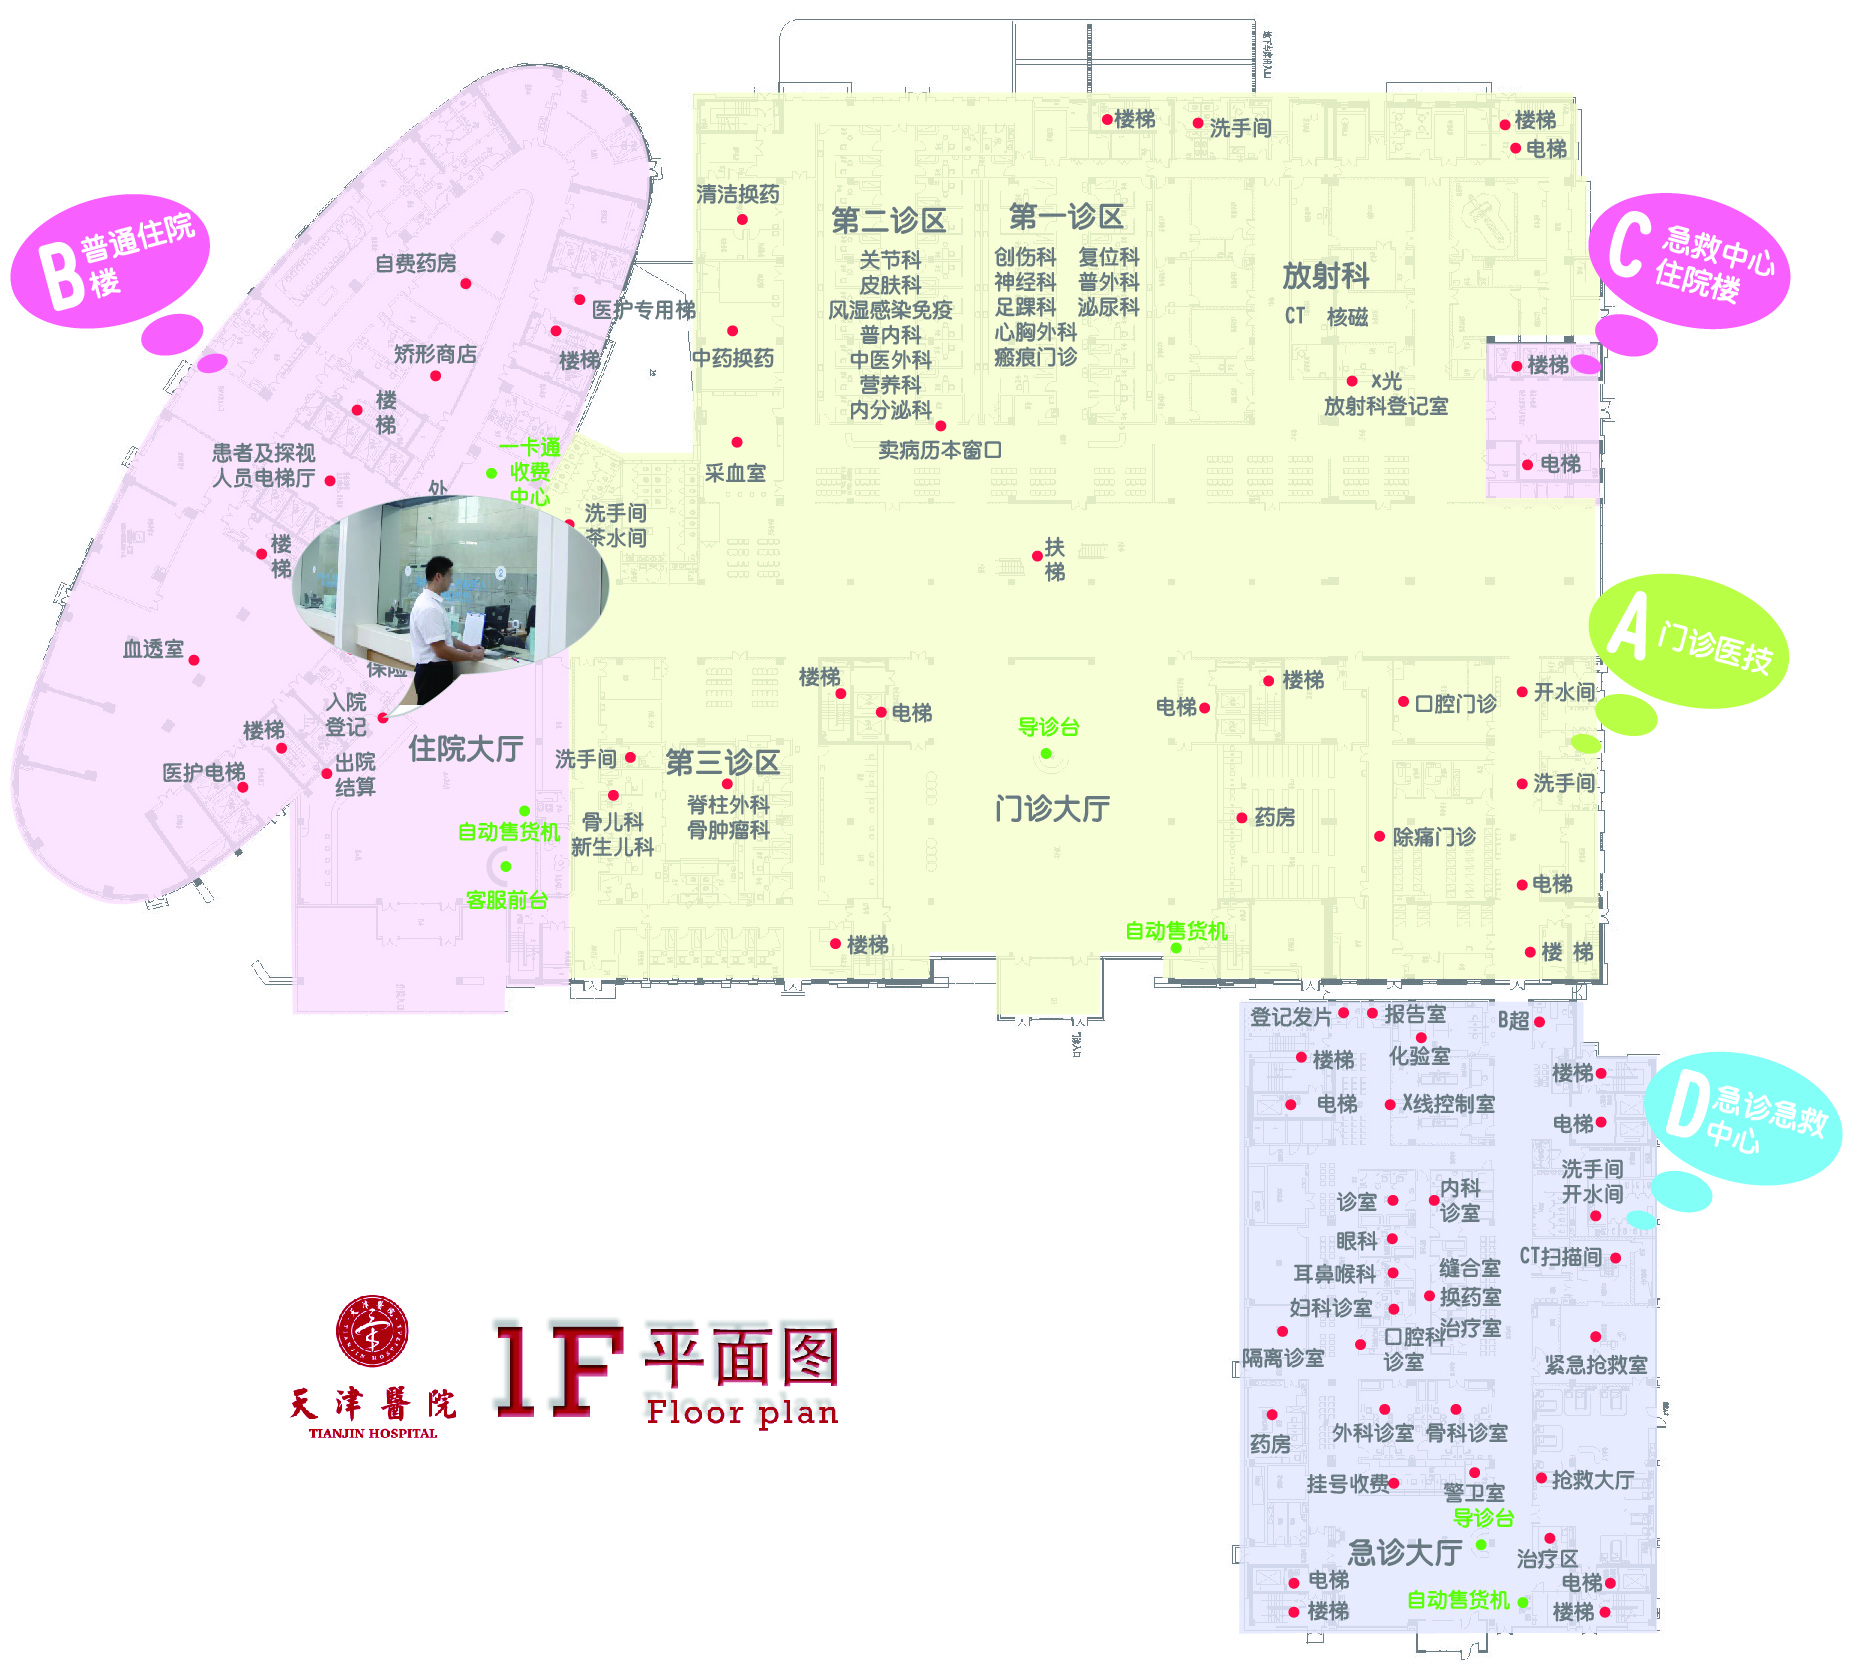 B 普通住院
楼
自费药房
医护专用梯
楼梯
矫形商店
楼
梯
患者及探视
人员电梯厅
一卡通
收费
中心
外
楼
梯
血透室
保险
入院
登记
楼梯
医护电梯
出院
结算
住院大厅
自动售货机
客服前台
清洁换药
中药换药
采血室
洗手间
茶水间
第二诊区
关节科
皮肤科
风湿感染免疫
普内科
中医外科
营养科
内分泌科
卖病历本窗口
第一诊区
创伤科 复位科
神经科 普外科
足踝科 泌尿科
心胸外科
瘢痕门诊
楼梯
洗手间
楼梯
电梯
放射科
CT 核磁
X光
放射科登记室
C 急救中心
住院楼
楼梯
电梯
扶
梯
A 门诊医技
楼梯
电梯
导诊台
电梯
楼梯
口腔门诊
开水间
洗手间
第三诊区
脊柱外科
骨肿瘤科
骨儿科
新生儿科
门诊大厅
药房
除痛门诊
洗手间
电梯
楼梯
自动售货机
楼 梯
地下车库出入口
门诊入口
登记发片
报告室
B超
楼梯
化验室
楼梯
电梯
X线控制室
电梯
D 急诊急救
中心
洗手间
开水间
诊室
内科
诊室
眼科
CT扫描间
耳鼻喉科
缝合室
妇科诊室
换药室
治疗室
隔离诊室
口腔科
诊室
紧急抢救室
药房
外科诊室
骨科诊室
挂号收费
警卫室
抢救大厅
导诊台
急诊大厅
治疗区
电梯
电梯
自动售货机
楼梯
楼梯
天津醫院
TIANJIN HOSPITAL
1F 平面图
Floor plan